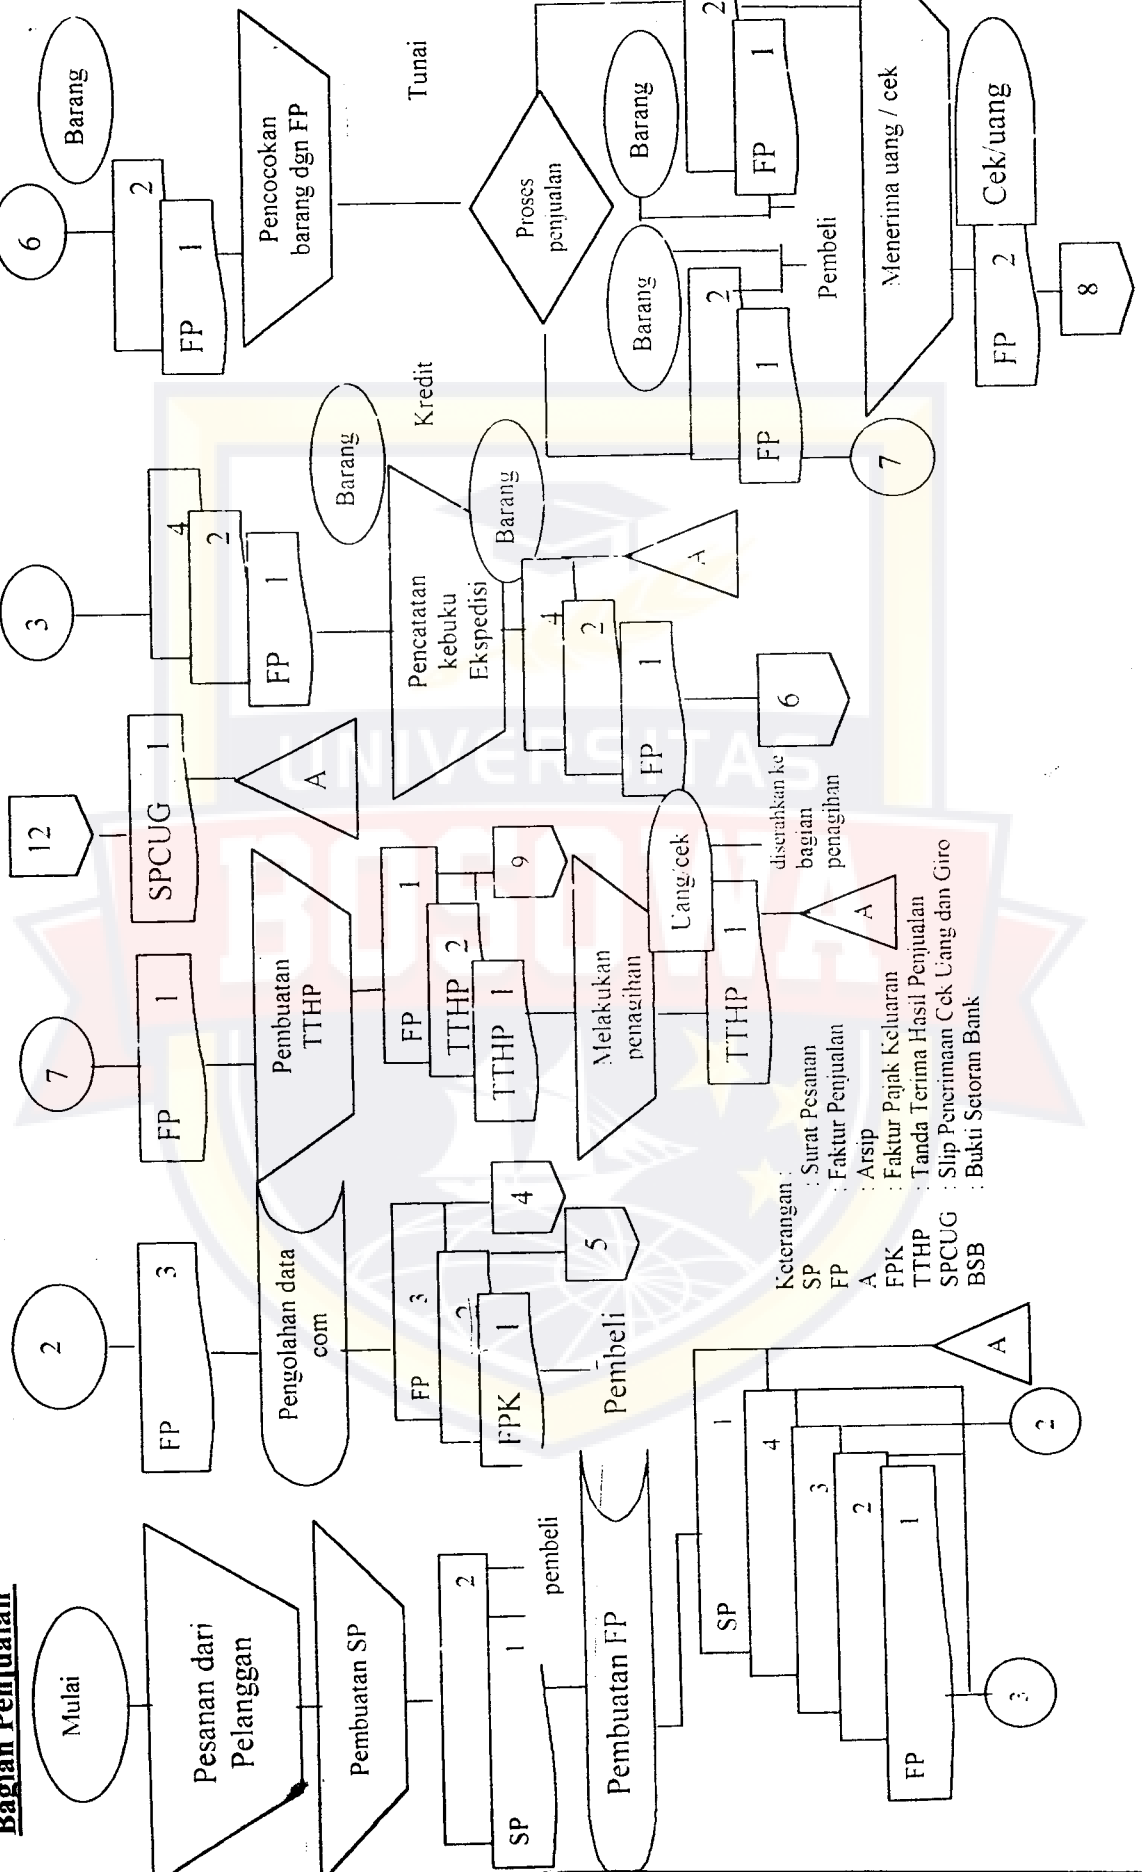 Bagian Penjualan
Mulai
Pesanan dari
Pelanggan
Pembuatan SP
2
SP 1
pembeli
Pembuatan FP
SP 1
4
3
2
FP 1
A
2
3
2
FP 3
Pengolahan data
com
FP 3
2
FPK 1
4
5
Pembeli
7
FP 1
Pembuatan
TTHP
FP 1
TTHP 2
TTHP 1
9
Melakukan
penagihan
Uang/cek
TTHP 1
A
diserahkan ke
bagian
penagihan
12
SPCUG 1
A
3
4
2
FP 1
Barang
Pencatatan
kebuku
Ekspedisi
Barang
4
2
FP 1
A
6
6
Barang
2
FP 1
Pencocokan
barang dgn FP
Proses
penjualan
Kredit
Tunai
Barang
2
FP 1
Pembeli
7
Barang
2
FP 1
Menerima uang / cek
Cek/uang
FP 2
8
Keterangan :
SP : Surat Pesanan
FP : Faktur Penjualan
A : Arsip
FPK : Faktur Pajak Keluaran
TTHP : Tanda Terima Hasil Penjualan
SPCUG : Slip Penerimaan Cek Uang dan Giro
BSB : Bukti Setoran Bank
UNIVERSITAS
BOSOWA